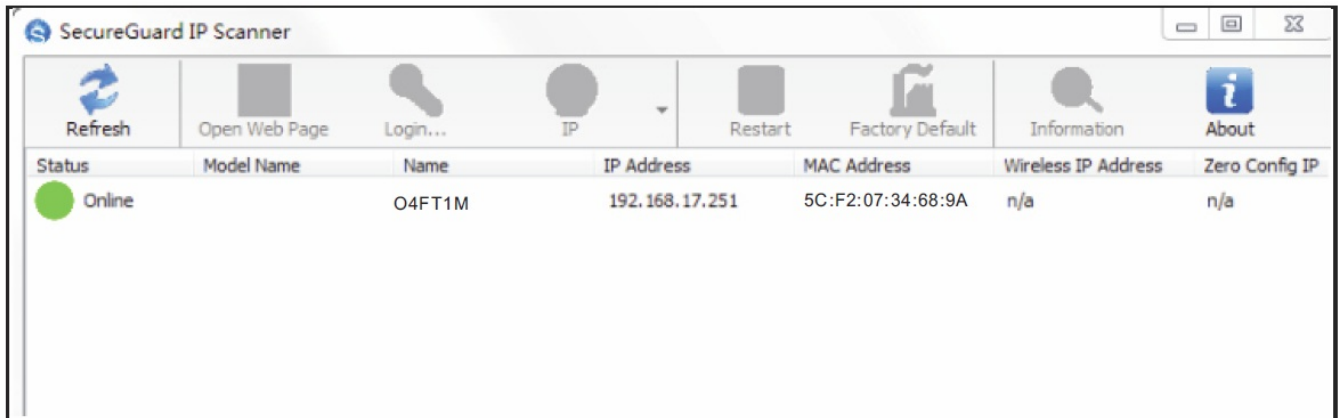 SecureGuard IP Scanner
Refresh Open Web Page Login... IP Restart Factory Default Information About
Status Model Name Name IP Address MAC Address Wireless IP Address Zero Config IP
Online O4FT1M 192.168.17.251 5C:F2:07:34:68:9A n/a n/a